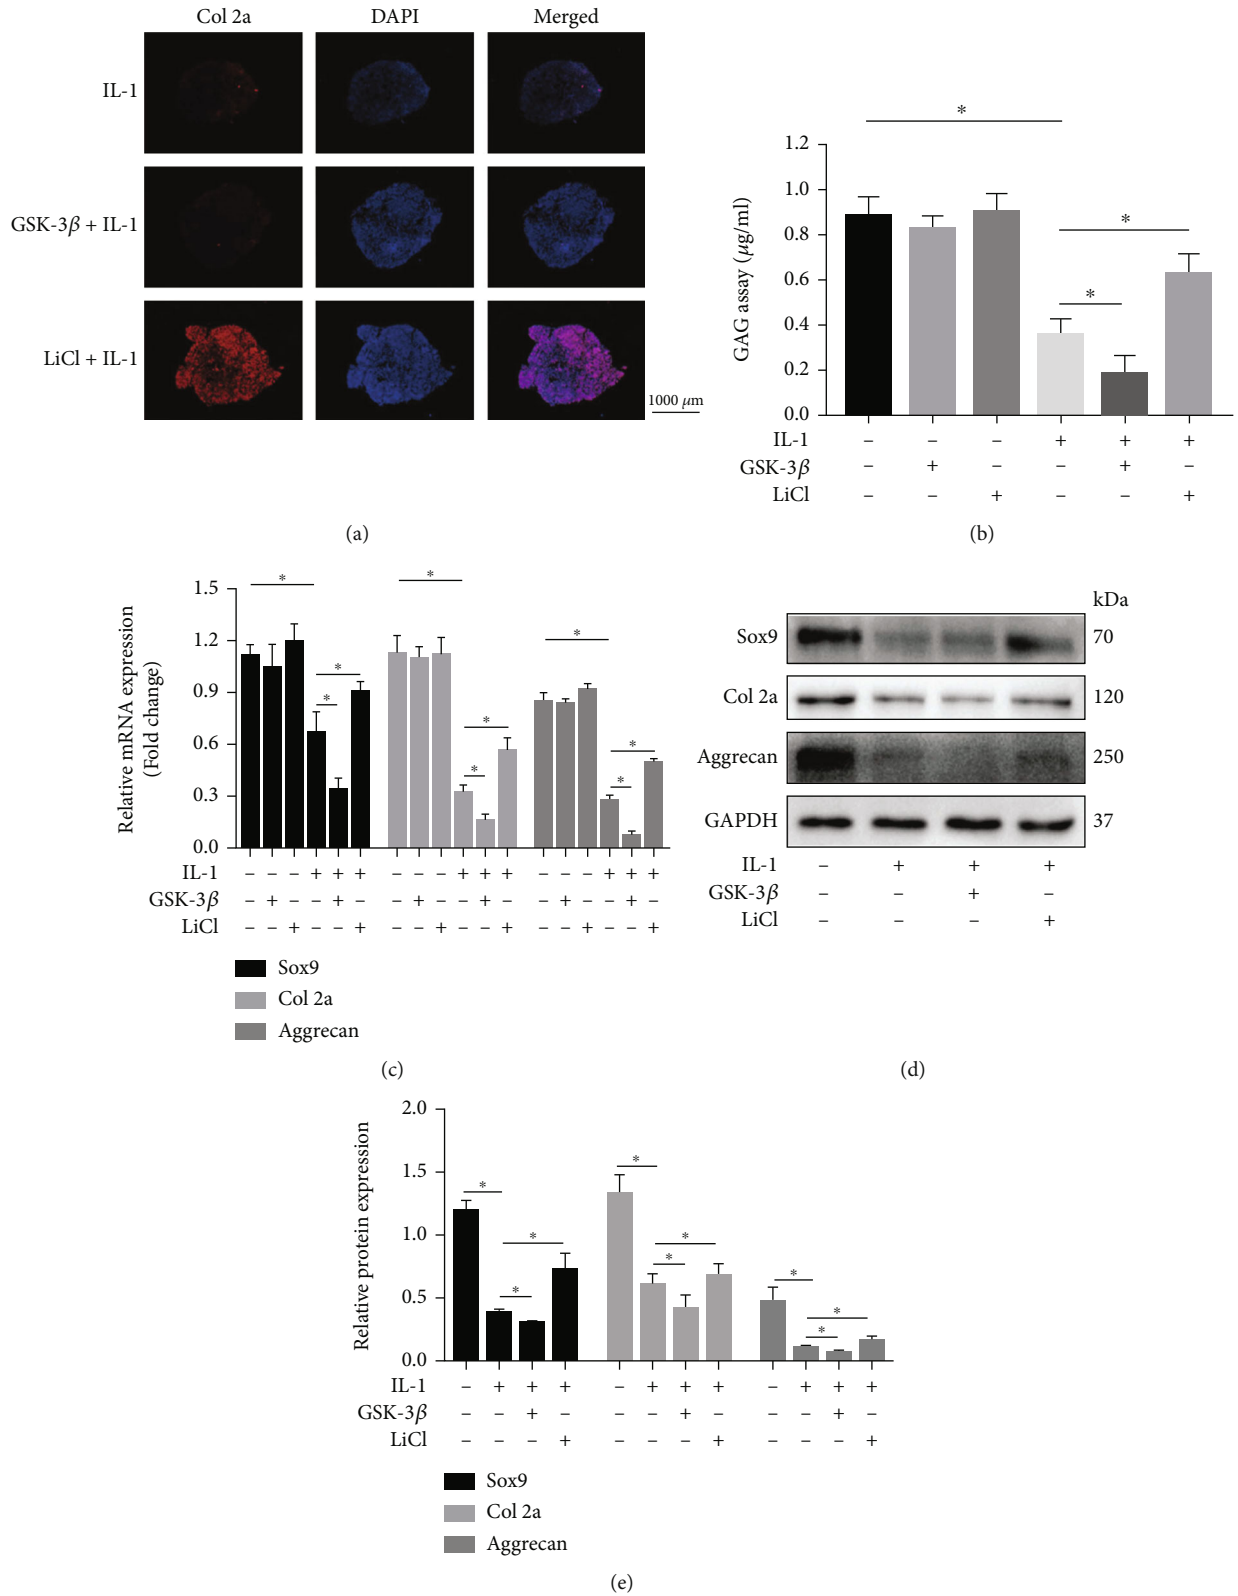 Col 2a DAPI Merged
IL-1
GSK-3β + IL-1
LiCl + IL-1
1000 μm
(a)
* * *
GAG assay (μg/ml)
1.2
1.0
0.8
0.6
0.4
0.2
0.0
IL-1 – – – + + +
GSK-3β – + – – + –
LiCl – – + – – +
(b)
* * * * * * * * *
Relative mRNA expression
(Fold change)
1.5
1.2
0.9
0.6
0.3
0.0
IL-1 – – – + + + – – – + + + – – – + + +
GSK-3β – + – – + – – + – – + – – + – – + –
LiCl – – + – – + – – + – – + – – + – – +
Sox9
Col 2a
Aggrecan
(c)
kDa
Sox9 70
Col 2a 120
Aggrecan 250
GAPDH 37
IL-1 – + + +
GSK-3β – – + –
LiCl – – – +
(d)
* * * * * * * * *
Relative protein expression
2.0
1.5
1.0
0.5
0.0
IL-1 – + + + – + + + – + + +
GSK-3β – – + – – – + – – – + –
LiCl – – – + – – – + – – – +
Sox9
Col 2a
Aggrecan
(e)